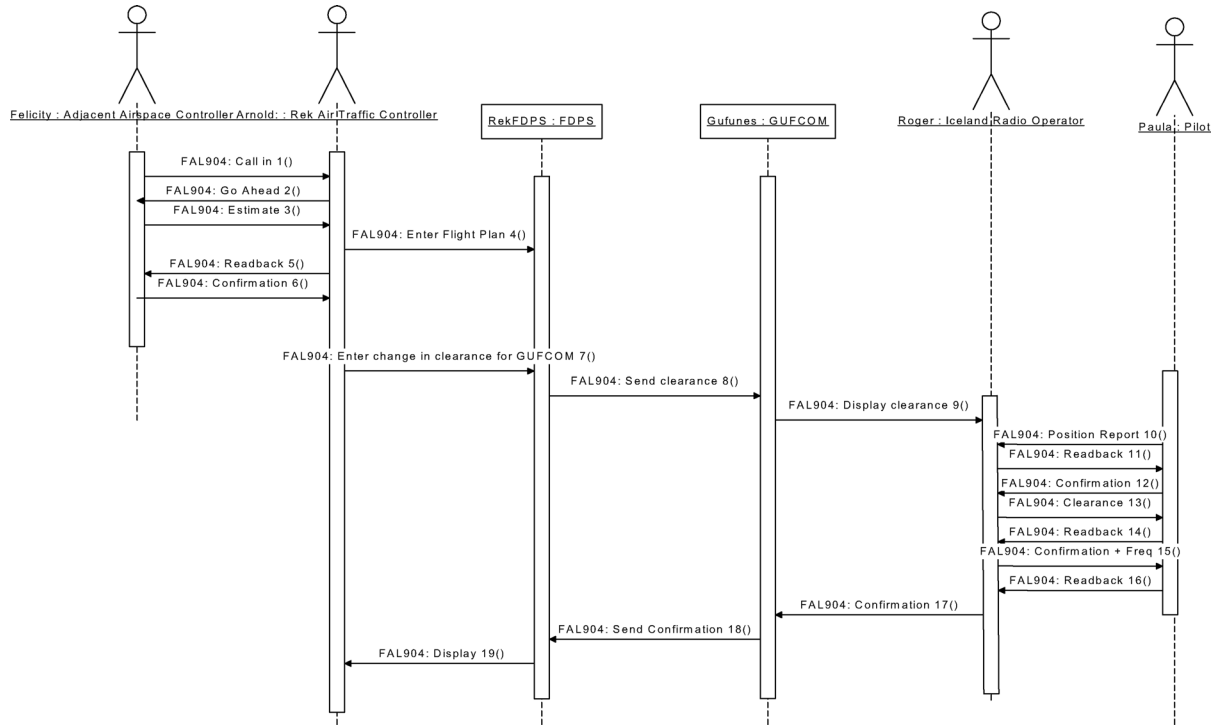 Felicity : Adjacent Airspace Controller Arnold: : Rek Air Traffic Controller
RekFDPS : FDPS
Gufunes : GUFCOM
Roger : Iceland Radio Operator
Paula : Pilot
FAL904: Call in 1()
FAL904: Go Ahead 2()
FAL904: Estimate 3()
FAL904: Enter Flight Plan 4()
FAL904: Readback 5()
FAL904: Confirmation 6()
FAL904: Enter change in clearance for GUFCOM 7()
FAL904: Send clearance 8()
FAL904: Display clearance 9()
FAL904: Position Report 10()
FAL904: Readback 11()
FAL904: Confirmation 12()
FAL904: Clearance 13()
FAL904: Readback 14()
FAL904: Confirmation + Freq 15()
FAL904: Readback 16()
FAL904: Confirmation 17()
FAL904: Send Confirmation 18()
FAL904: Display 19()